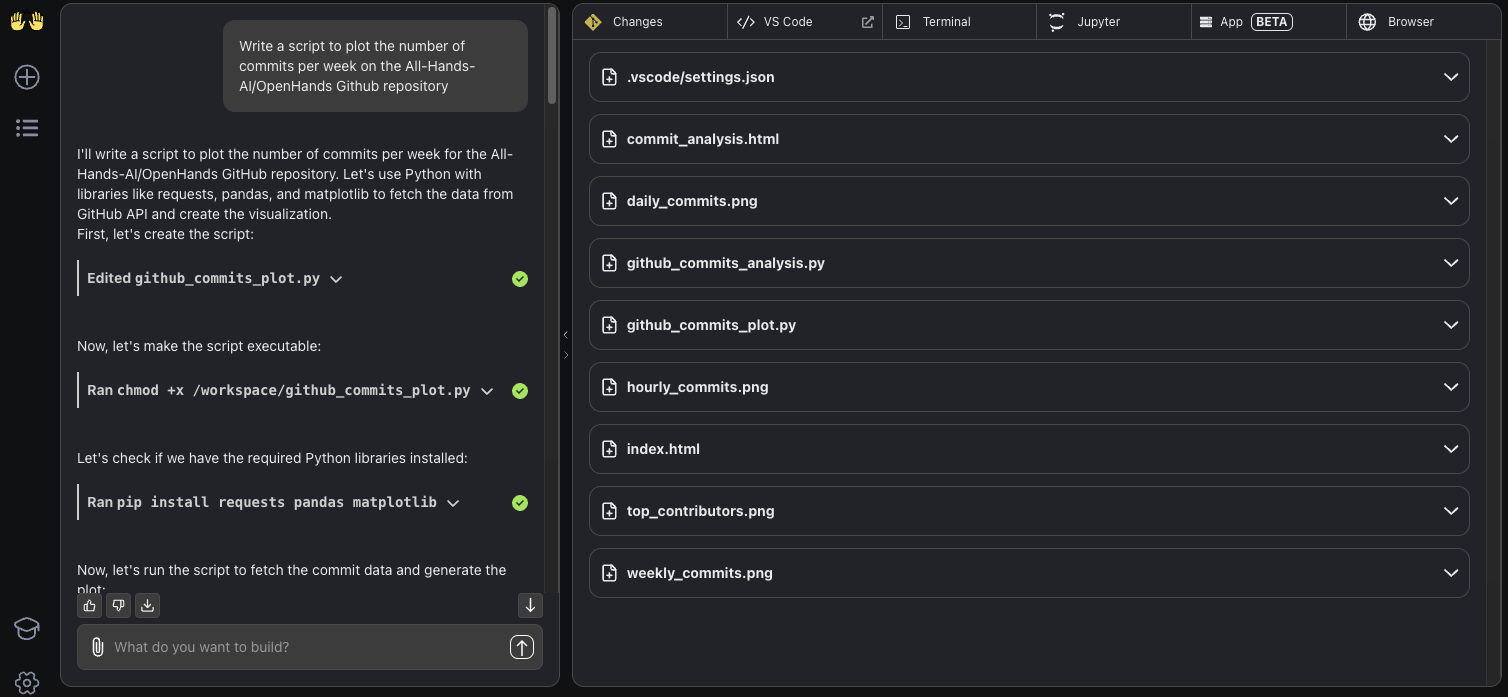 Write a script to plot the number of
commits per week on the All-Hands-
AI/OpenHands Github repository
I'll write a script to plot the number of commits per week for the All-
Hands-AI/OpenHands GitHub repository. Let's use Python with
libraries like requests, pandas, and matplotlib to fetch the data from
GitHub API and create the visualization.
First, let's create the script:
Edited github_commits_plot.py
Now, let's make the script executable:
Ran chmod +x /workspace/github_commits_plot.py
Let's check if we have the required Python libraries installed:
Ran pip install requests pandas matplotlib
Now, let's run the script to fetch the commit data and generate the
plot:
What do you want to build?
Changes
VS Code
Terminal
Jupyter
App BETA
Browser
.vscode/settings.json
commit_analysis.html
daily_commits.png
github_commits_analysis.py
github_commits_plot.py
hourly_commits.png
index.html
top_contributors.png
weekly_commits.png